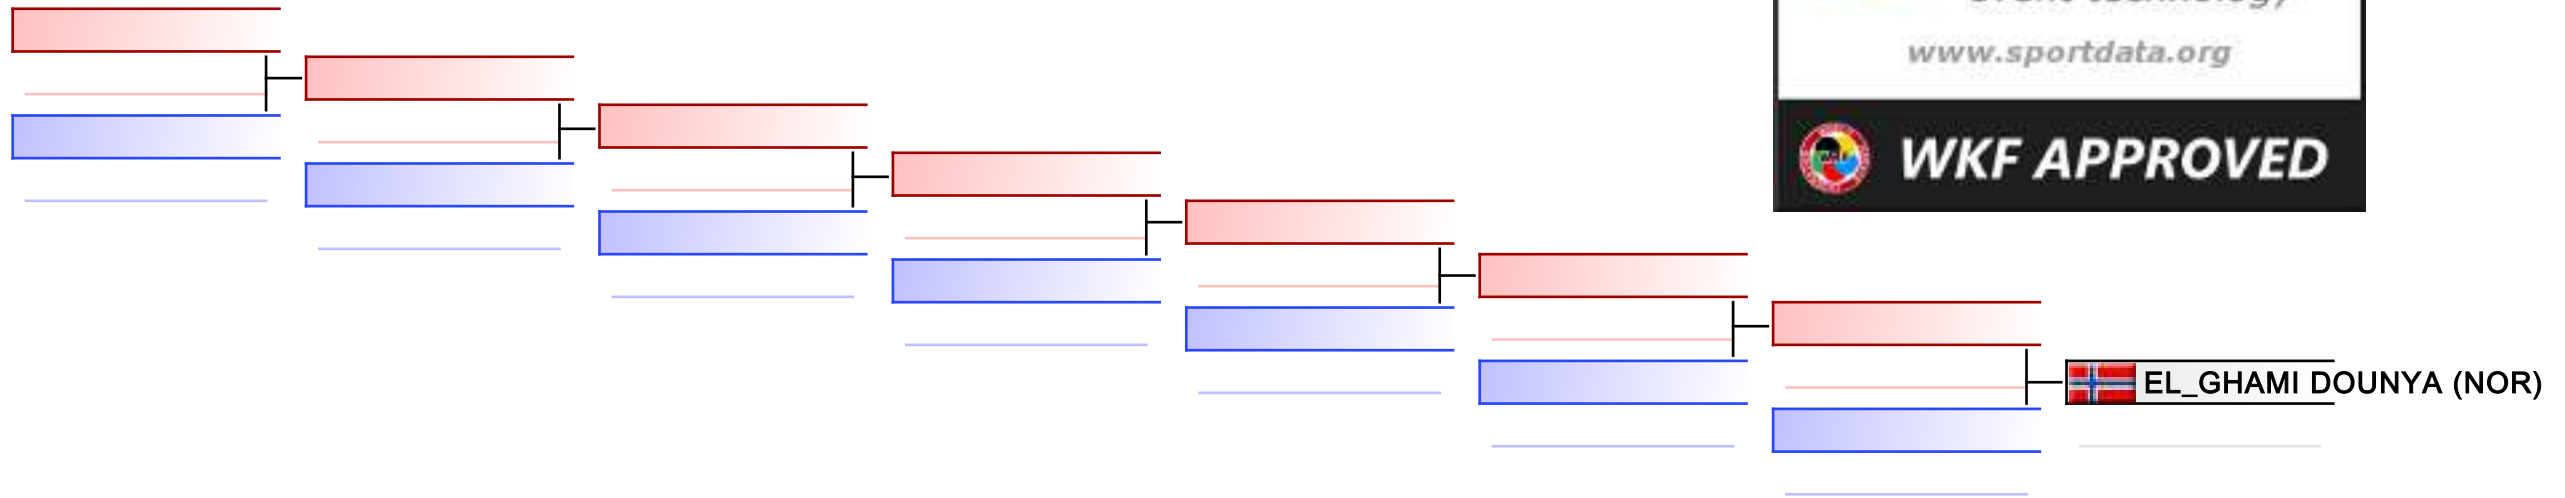 www.sportdata.org
WKF APPROVED
EL_GHAMI DOUNYA (NOR)